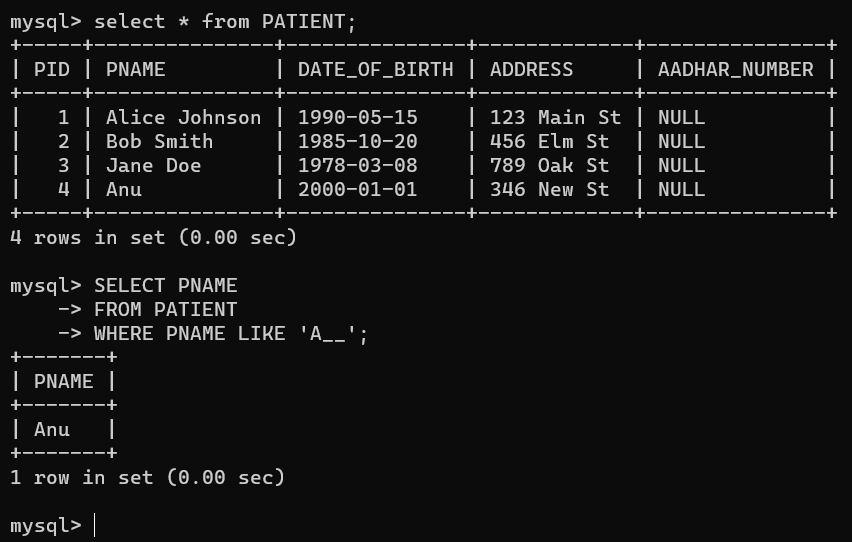 mysql> select * from PATIENT;
+-----+---------------+---------------+-------------+---------------+
| PID | PNAME         | DATE_OF_BIRTH | ADDRESS     | AADHAR_NUMBER |
+-----+---------------+---------------+-------------+---------------+
|   1 | Alice Johnson | 1990-05-15    | 123 Main St | NULL          |
|   2 | Bob Smith     | 1985-10-20    | 456 Elm St  | NULL          |
|   3 | Jane Doe      | 1978-03-08    | 789 Oak St  | NULL          |
|   4 | Anu           | 2000-01-01    | 346 New St  | NULL          |
+-----+---------------+---------------+-------------+---------------+
4 rows in set (0.00 sec)

mysql> SELECT PNAME
    -> FROM PATIENT
    -> WHERE PNAME LIKE 'A__';
+-------+
| PNAME |
+-------+
| Anu   |
+-------+
1 row in set (0.00 sec)

mysql>